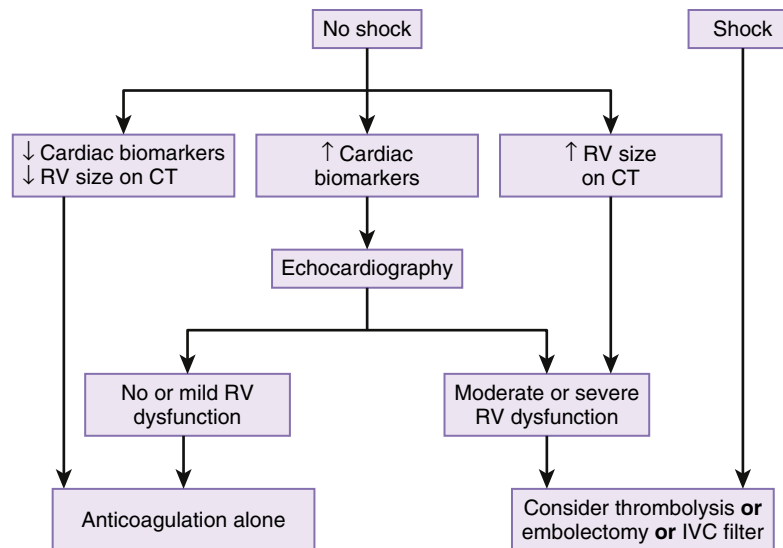 No shock
Shock
↓ Cardiac biomarkers
↓ RV size on CT
↑ Cardiac
biomarkers
↑ RV size
on CT
Echocardiography
No or mild RV
dysfunction
Moderate or severe
RV dysfunction
Anticoagulation alone
Consider thrombolysis or
embolectomy or IVC filter